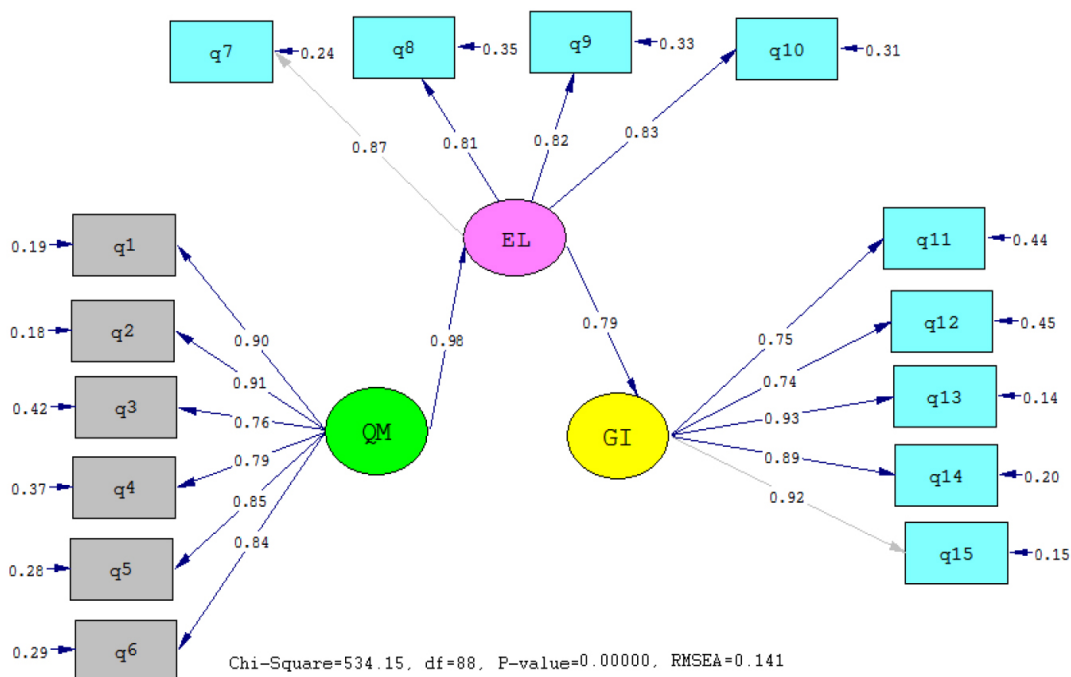 q7
0.24
q8
0.35
q9
0.33
q10
0.31
0.87
0.81
0.82
0.83
EL
0.19
q1
0.18
q2
0.42
q3
0.37
q4
0.28
q5
0.29
q6
0.90
0.91
0.76
0.79
0.85
0.84
QM
0.98
0.79
GI
0.75
0.74
0.93
0.89
0.92
q11
0.44
q12
0.45
q13
0.14
q14
0.20
q15
0.15
Chi-Square=534.15, df=88, P-value=0.00000, RMSEA=0.141